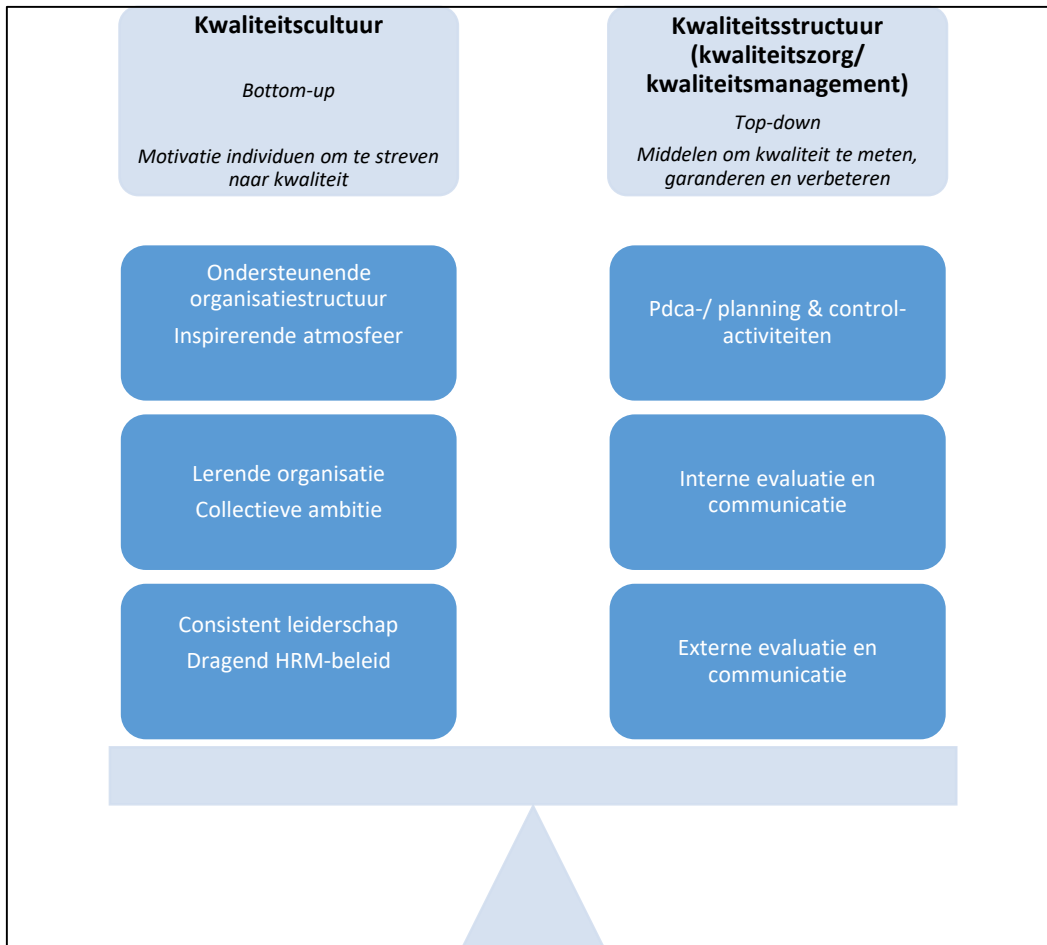 Kwaliteitscultuur
Bottom-up
Motivatie individuen om te streven
naar kwaliteit
Kwaliteitsstructuur
(kwaliteitszorg/
kwaliteitsmanagement)
Top-down
Middelen om kwaliteit te meten,
garanderen en verbeteren
Ondersteunende
organisatiestructuur
Inspirerende atmosfeer
Pdca-/ planning & control-
activiteiten
Lerende organisatie
Collectieve ambitie
Interne evaluatie en
communicatie
Consistent leiderschap
Dragend HRM-beleid
Externe evaluatie en
communicatie